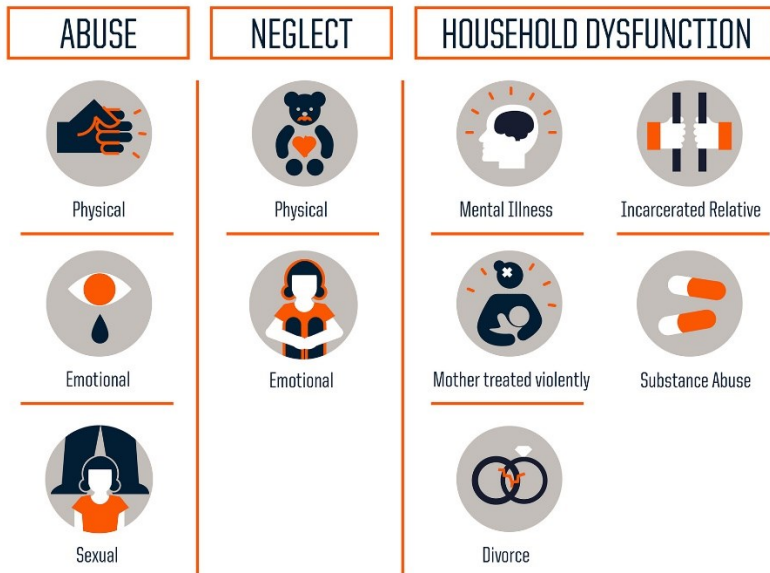 ABUSE
Physical
Emotional
Sexual
NEGLECT
Physical
Emotional
HOUSEHOLD DYSFUNCTION
Mental Illness
Incarcerated Relative
Mother treated violently
Substance Abuse
Divorce